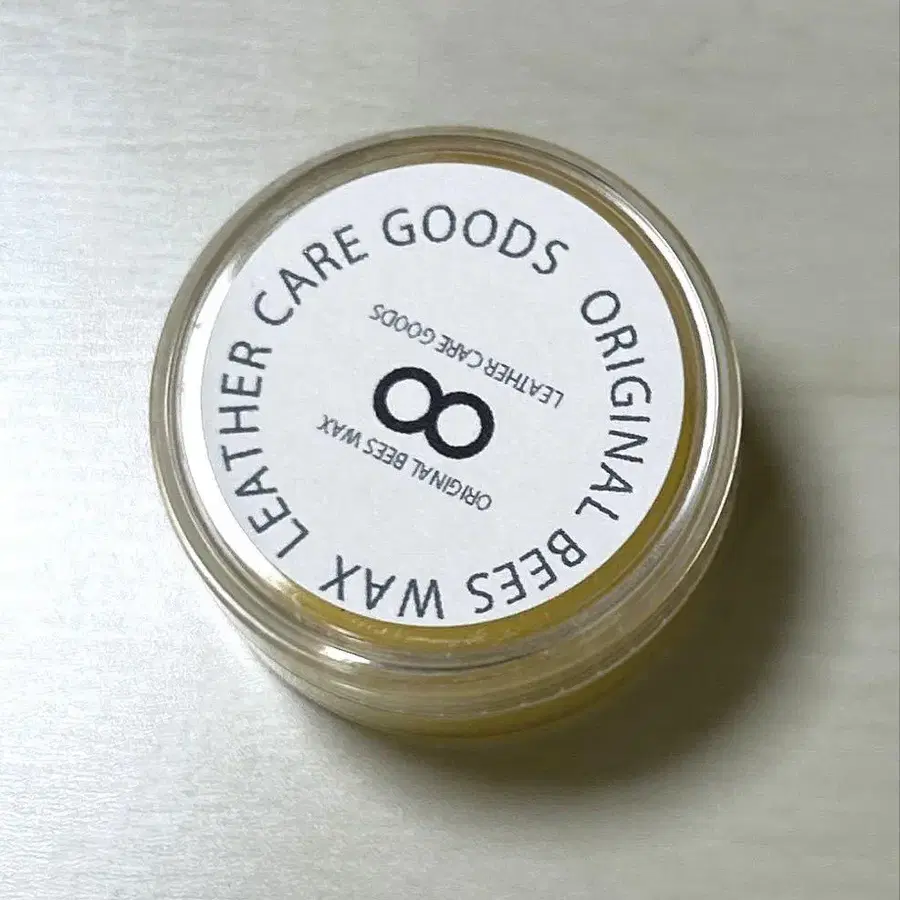 ORIGINAL BEES WAX LEATHER CARE GOODS
ORIGINAL BEES WAX
8
LEATHER CARE GOODS